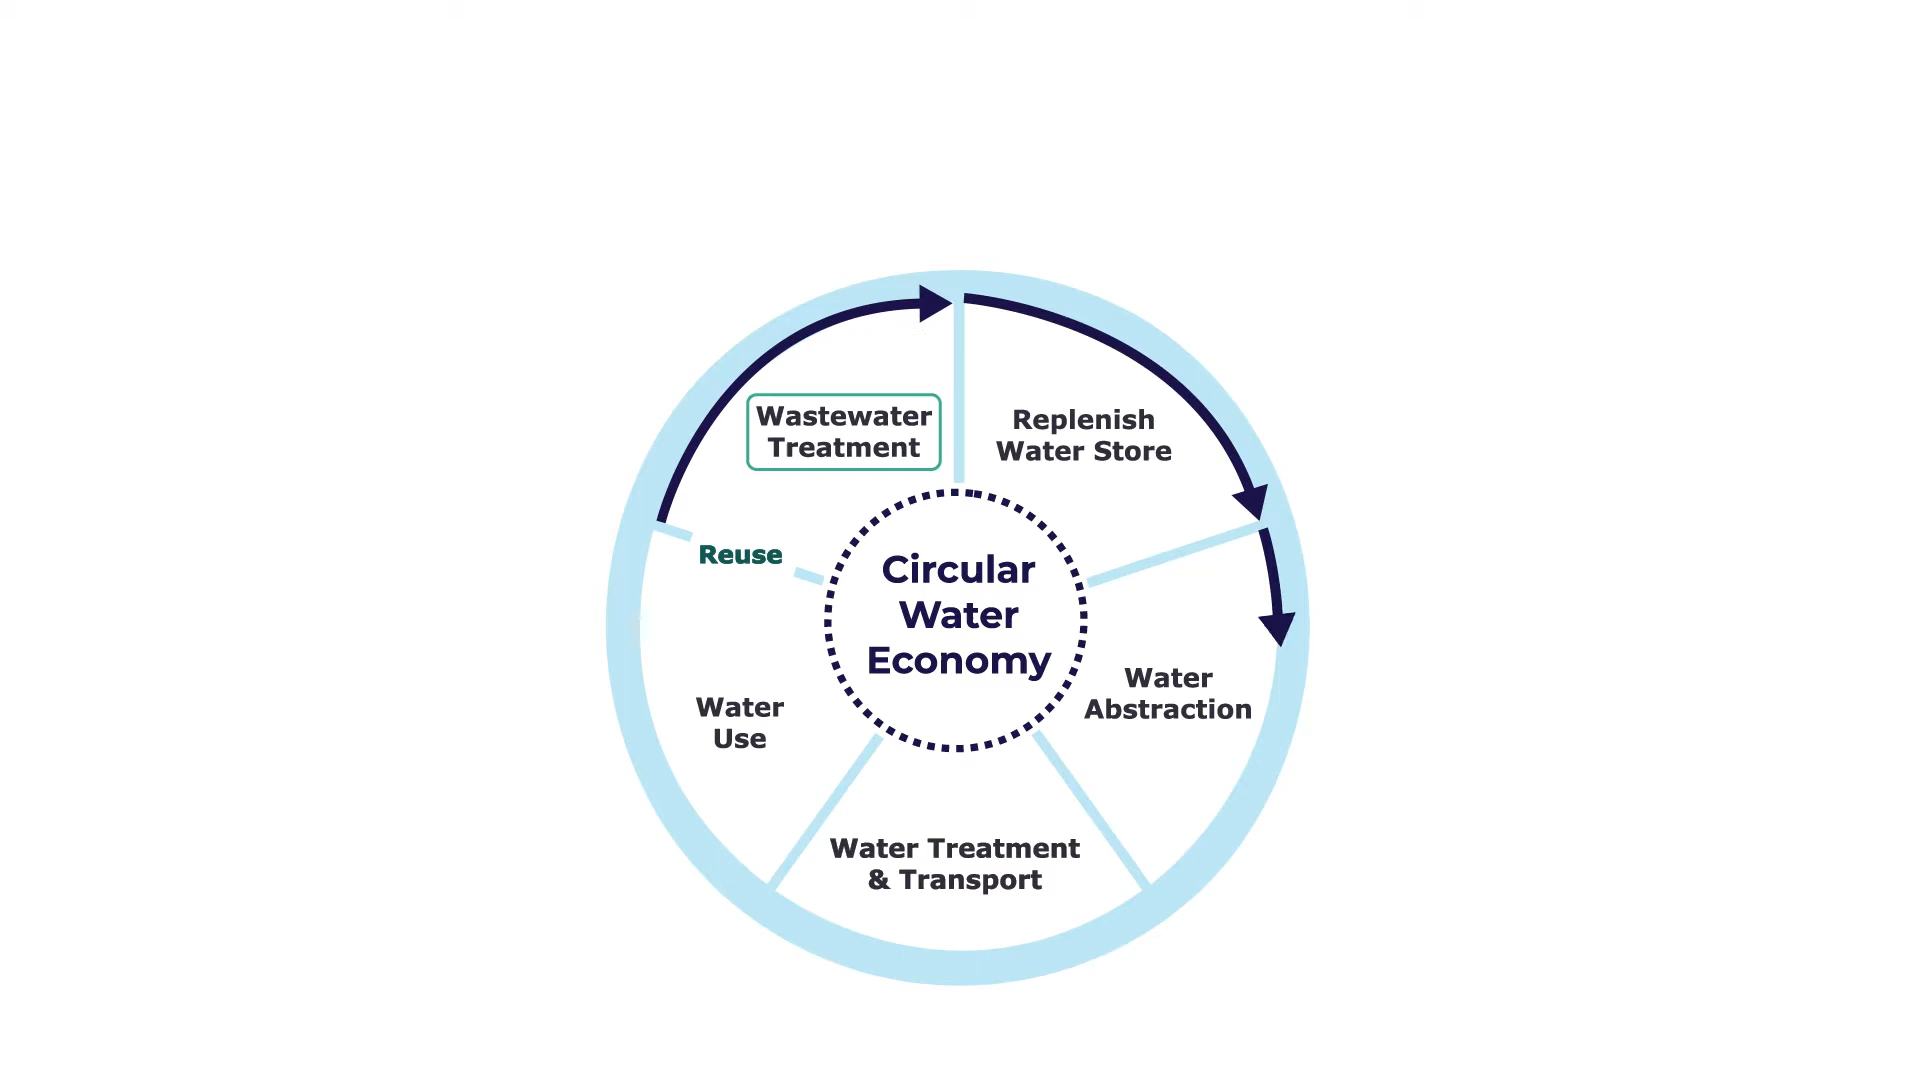 Wastewater
Treatment
Replenish
Water Store
Reuse
Circular
Water
Economy
Water
Abstraction
Water
Use
Water Treatment
& Transport